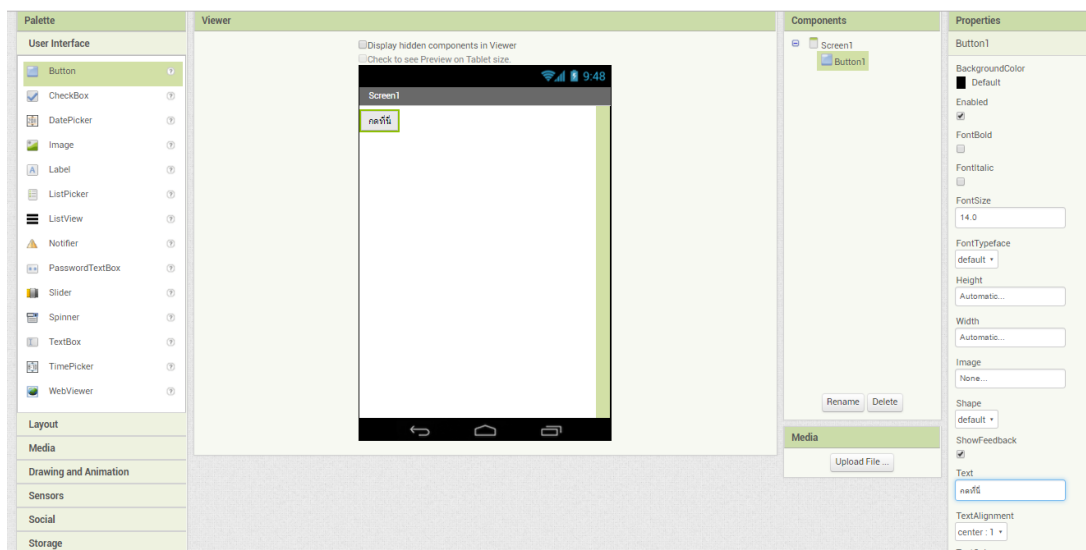 Palette
User Interface
Button
CheckBox
DatePicker
Image
Label
ListPicker
ListView
Notifier
PasswordTextBox
Slider
Spinner
TextBox
TimePicker
WebViewer
Layout
Media
Drawing and Animation
Sensors
Social
Storage
Viewer
Display hidden components in Viewer
Check to see Preview on Tablet size.
9:48
Screen1
กดที่นี่
Components
Screen1
Button1
Rename Delete
Media
Upload File ...
Properties
Button1
BackgroundColor
Default
Enabled
FontBold
FontItalic
FontSize
14.0
FontTypeface
default
Height
Automatic...
Width
Automatic...
Image
None...
Shape
default
ShowFeedback
Text
กดที่นี่
TextAlignment
center : 1